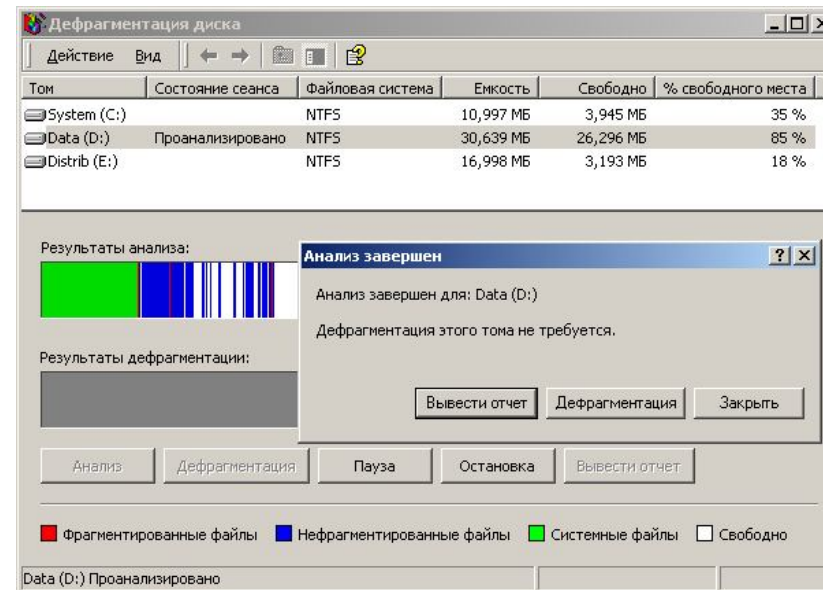 Дефрагментация диска
Действие Вид
Том Состояние сеанса Файловая система Емкость Свободно % свободного места
System (C:) NTFS 10,997 МБ 3,945 МБ 35 %
Data (D:) Проанализировано NTFS 30,639 МБ 26,296 МБ 85 %
Distrib (E:) NTFS 16,998 МБ 3,193 МБ 18 %
Результаты анализа:
Анализ завершен
Анализ завершен для: Data (D:)
Дефрагментация этого тома не требуется.
Результаты дефрагментации:
Вывести отчет Дефрагментация Закрыть
Анализ Дефрагментация Пауза Остановка Вывести отчет
Фрагментированные файлы Нефрагментированные файлы Системные файлы Свободно
Data (D:) Проанализировано